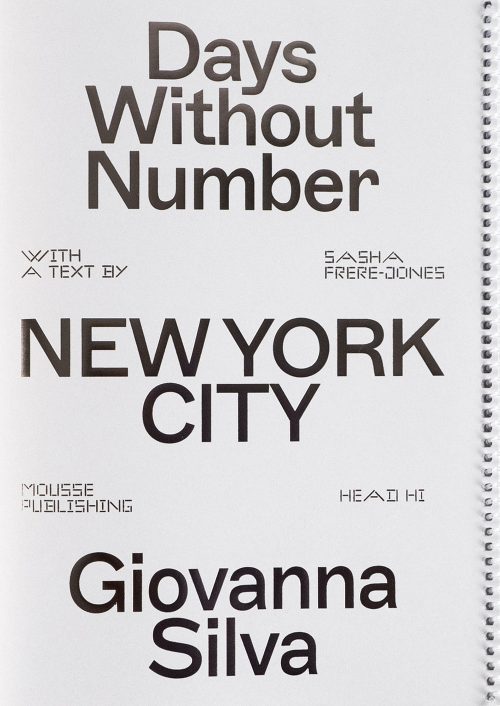 Days
Without
Number
WITH
A TEXT BY
SASHA
FRERE-JONES
NEW YORK
CITY
MOUSSE
PUBLISHING
HEAD HI
Giovanna
Silva